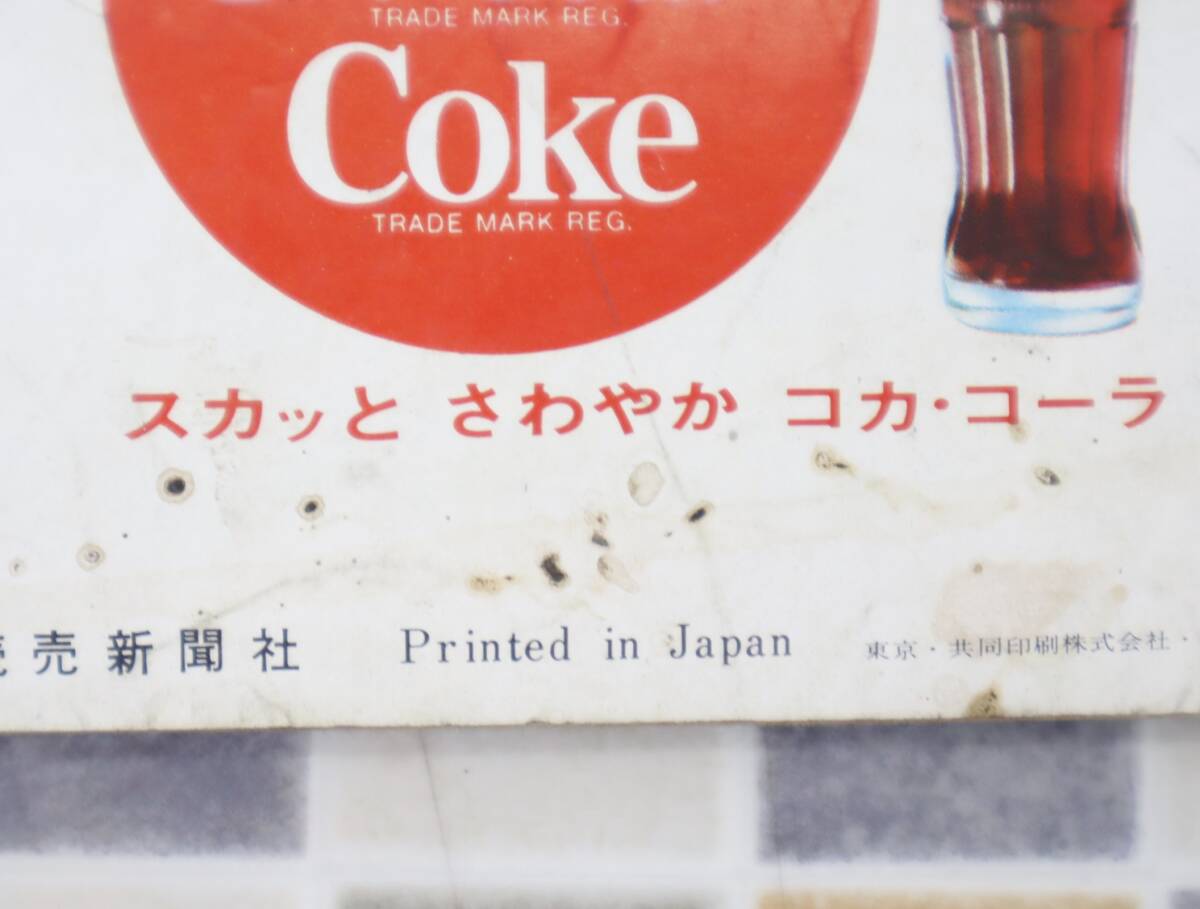 TRADE MARK REG.
Coke
TRADE MARK REG.
スカッと さわやか コカ・コーラ
売新聞社 Printed in Japan 東京・共同印刷株式会社・